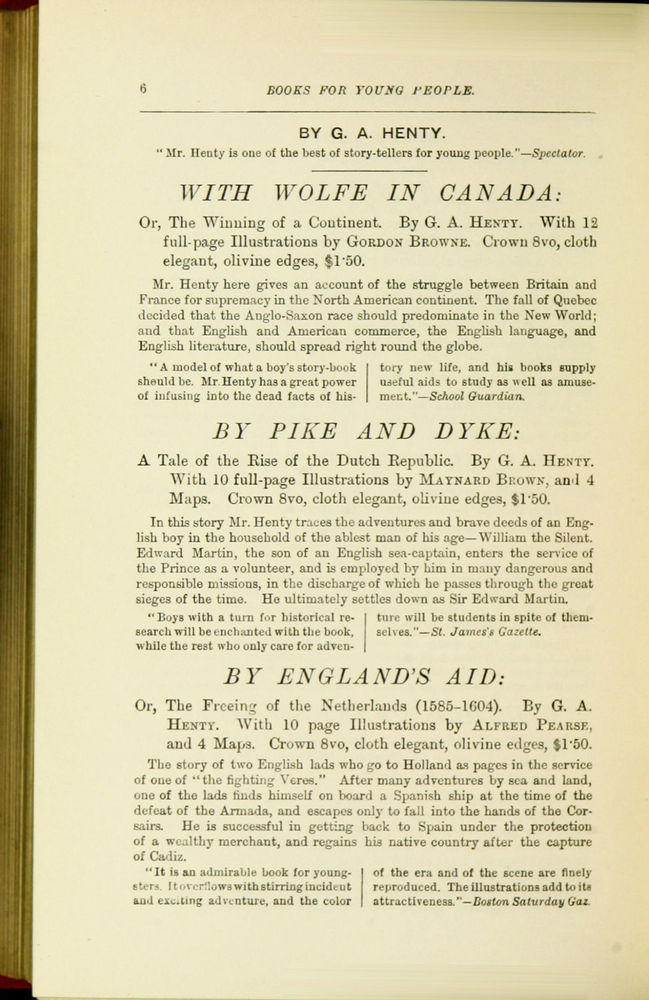 6
BOOKS FOR YOUNG PEOPLE.
BY G. A. HENTY.
"Mr. Henty is one of the best of story-tellers for young people."—Spectator.
WITH WOLFE IN CANADA:
Or, The Winning of a Continent. By G. A. HENTY. With 12
full-page Illustrations by GORDON BROWNE. Crown 8vo, cloth
elegant, olivine edges, $1·50.
Mr. Henty here gives an account of the struggle between Britain and
France for supremacy in the North American continent. The fall of Quebec
decided that the Anglo-Saxon race should predominate in the New World;
and that English and American commerce, the English language, and
English literature, should spread right round the globe.
"A model of what a boy's story-book
should be. Mr. Henty has a great power
of infusing into the dead facts of his-
tory new life, and his books supply
useful aids to study as well as amuse-
ment."—School Guardian.
BY PIKE AND DYKE:
A Tale of the Rise of the Dutch Republic. By G. A. HENTY.
With 10 full-page Illustrations by MAYNARD BROWN, and 4
Maps. Crown 8vo, cloth elegant, olivine edges, $1·50.
In this story Mr. Henty traces the adventures and brave deeds of an Eng-
lish boy in the household of the ablest man of his age—William the Silent.
Edward Martin, the son of an English sea-captain, enters the service of
the Prince as a volunteer, and is employed by him in many dangerous and
responsible missions, in the discharge of which he passes through the great
sieges of the time. He ultimately settles down as Sir Edward Martin.
"Boys with a turn for historical re-
search will be enchanted with the book,
while the rest who only care for adven-
ture will be students in spite of them-
selves."—St. James's Gazette.
BY ENGLAND'S AID:
Or, The Freeing of the Netherlands (1585-1604). By G. A.
HENTY. With 10 page Illustrations by ALFRED PEARSE,
and 4 Maps. Crown 8vo, cloth elegant, olivine edges, $1·50.
The story of two English lads who go to Holland as pages in the service
of one of "the fighting Veres." After many adventures by sea and land,
one of the lads finds himself on board a Spanish ship at the time of the
defeat of the Armada, and escapes only to fall into the hands of the Cor-
sairs. He is successful in getting back to Spain under the protection
of a wealthy merchant, and regains his native country after the capture
of Cadiz.
"It is an admirable book for young-
sters. It overflows with stirring incident
and exciting adventure, and the color
of the era and of the scene are finely
reproduced. The illustrations add to its
attractiveness."—Boston Saturday Gaz.